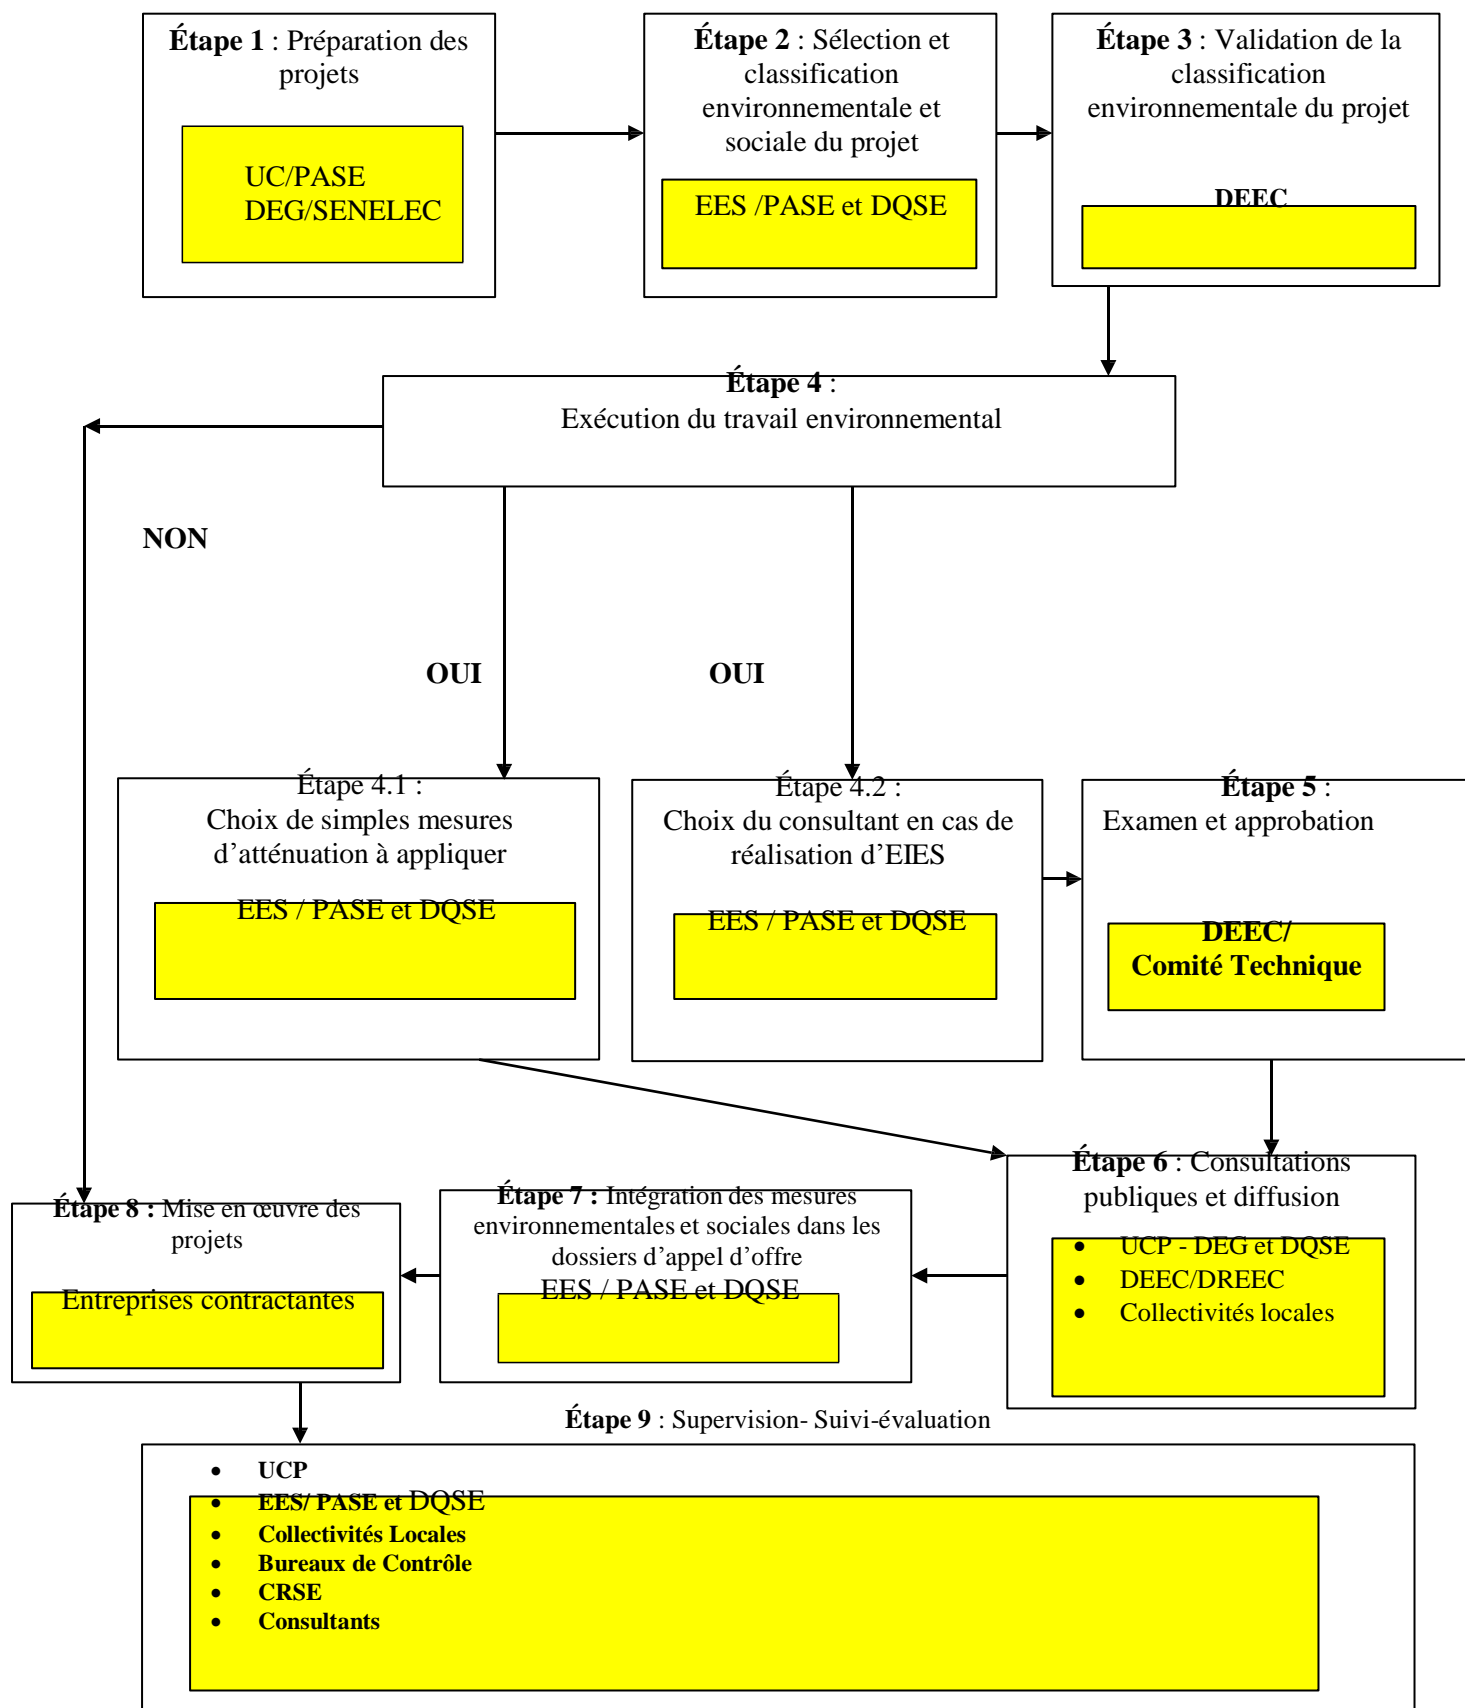 Étape 1 : Préparation des
projets
UC/PASE
DEG/SENELEC
Étape 2 : Sélection et
classification
environnementale et
sociale du projet
EES /PASE et DQSE
Étape 3 : Validation de la
classification
environnementale du projet
DEEC
Étape 4 :
Exécution du travail environnemental
NON
OUI
OUI
Étape 4.1 :
Choix de simples mesures
d’atténuation à appliquer
EES / PASE et DQSE
Étape 4.2 :
Choix du consultant en cas de
réalisation d’EIES
EES / PASE et DQSE
Étape 5 :
Examen et approbation
DEEC/
Comité Technique
Étape 6 : Consultations
publiques et diffusion
• UCP - DEG et DQSE
• DEEC/DREEC
• Collectivités locales
Étape 7 : Intégration des mesures
environnementales et sociales dans les
dossiers d’appel d’offre
EES / PASE et DQSE
Étape 8 : Mise en œuvre des
projets
Entreprises contractantes
Étape 9 : Supervision- Suivi-évaluation
• UCP
• EES/ PASE et DQSE
• Collectivités Locales
• Bureaux de Contrôle
• CRSE
• Consultants